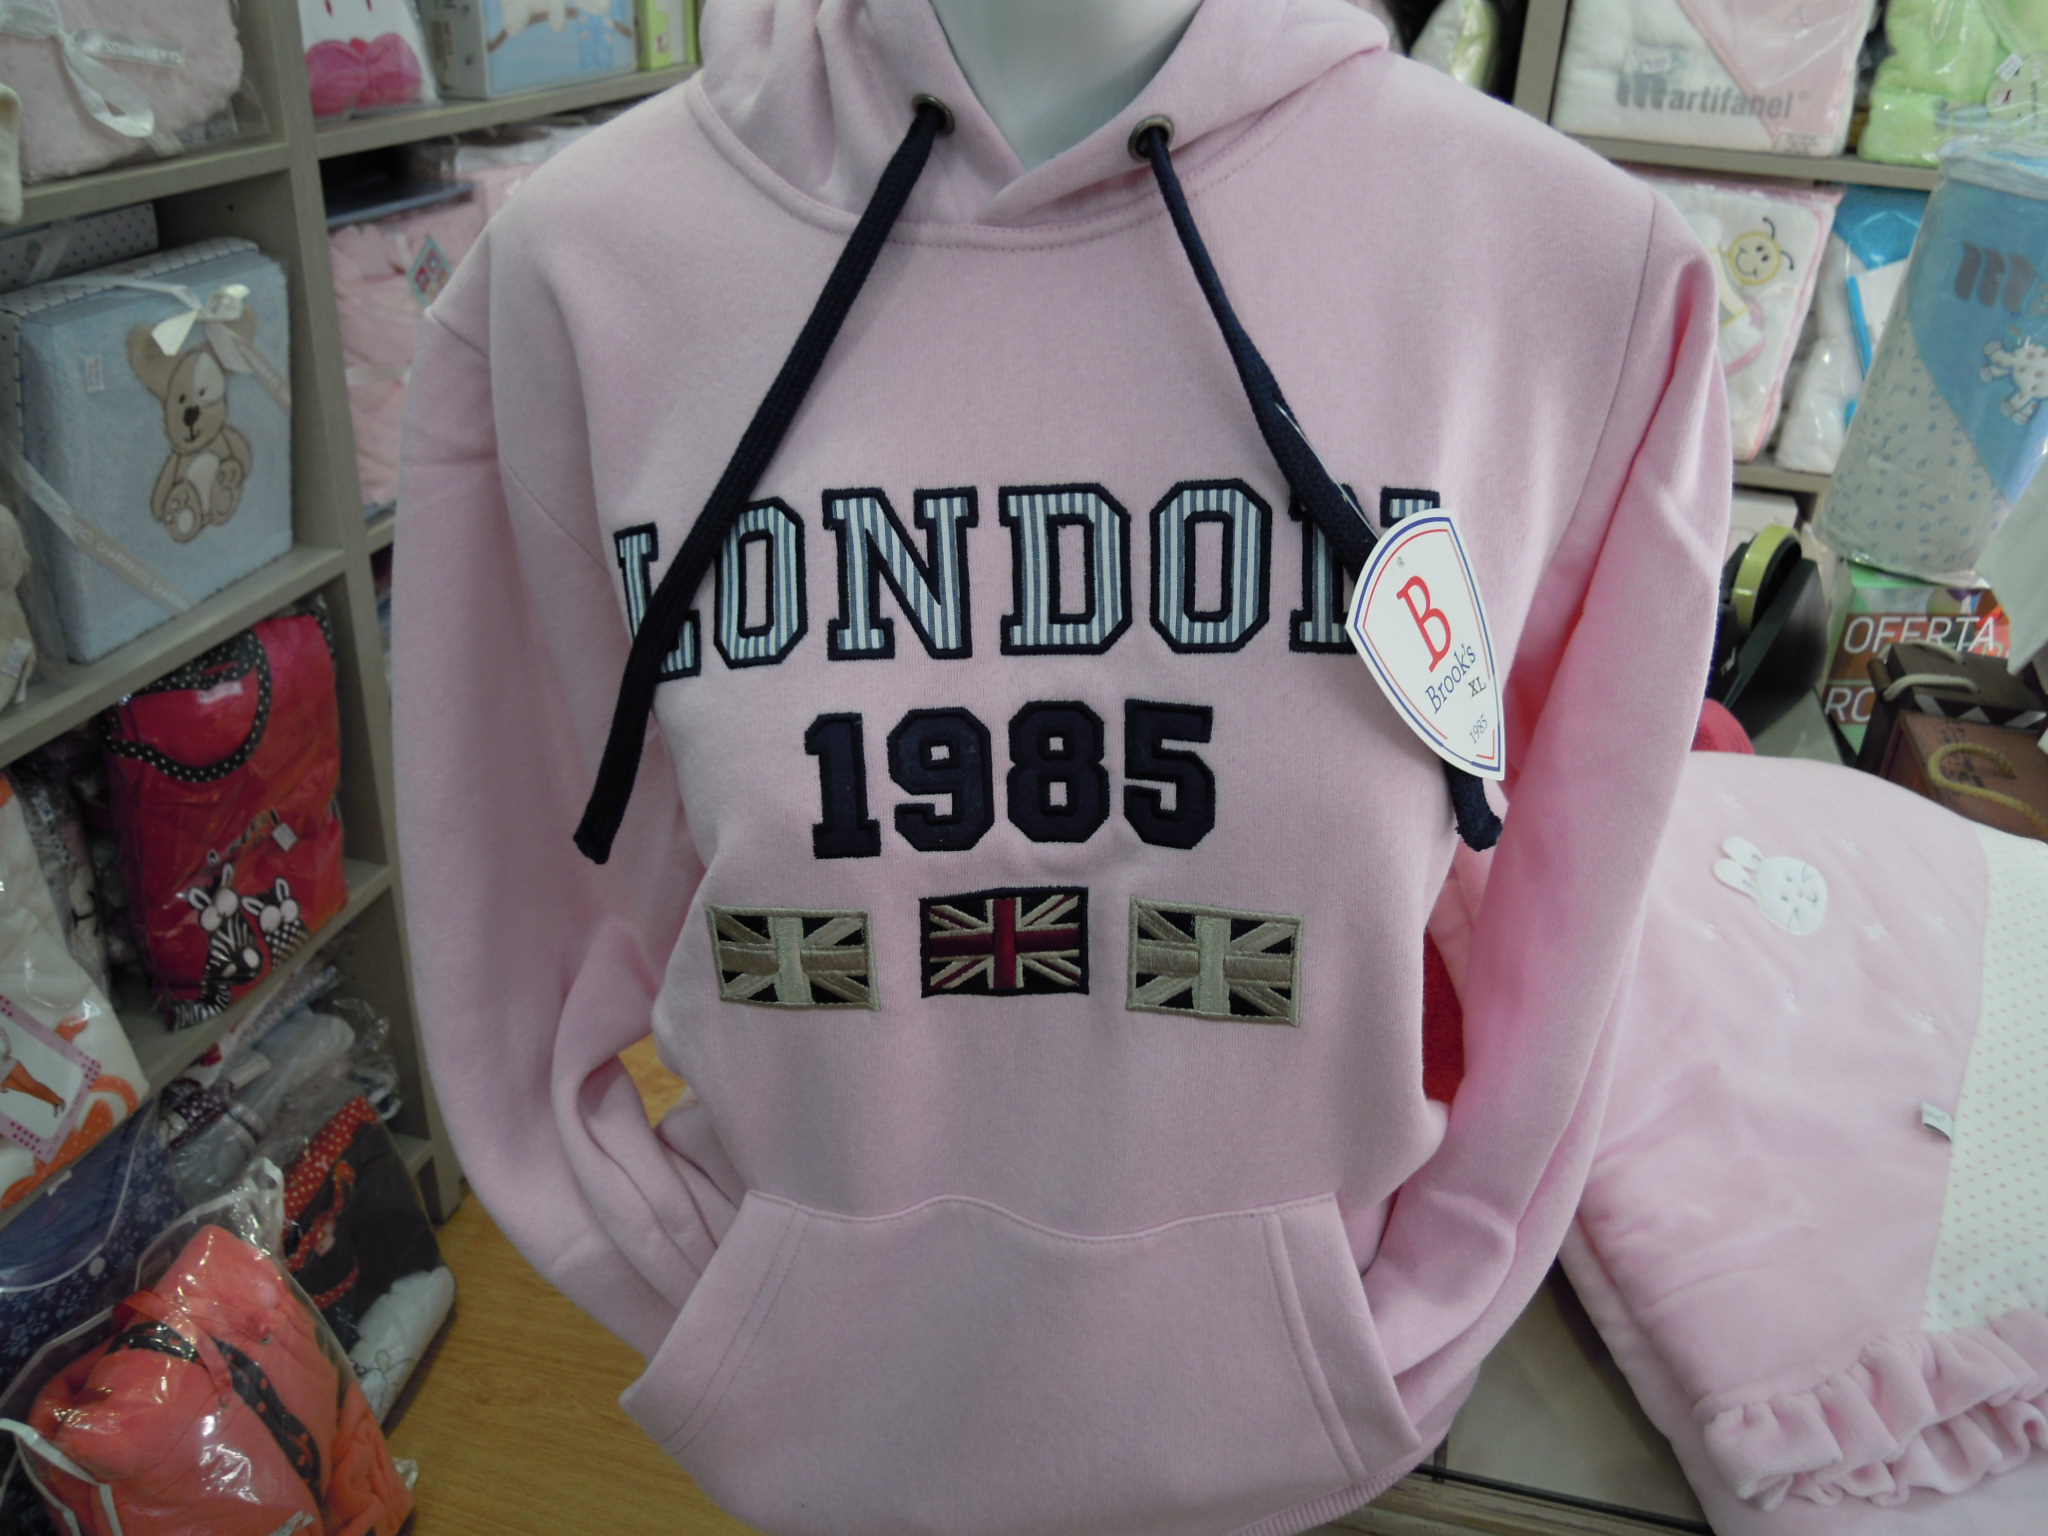 LONDON
1985
B
Brook's
XL
1985
martifanel
OFERTA